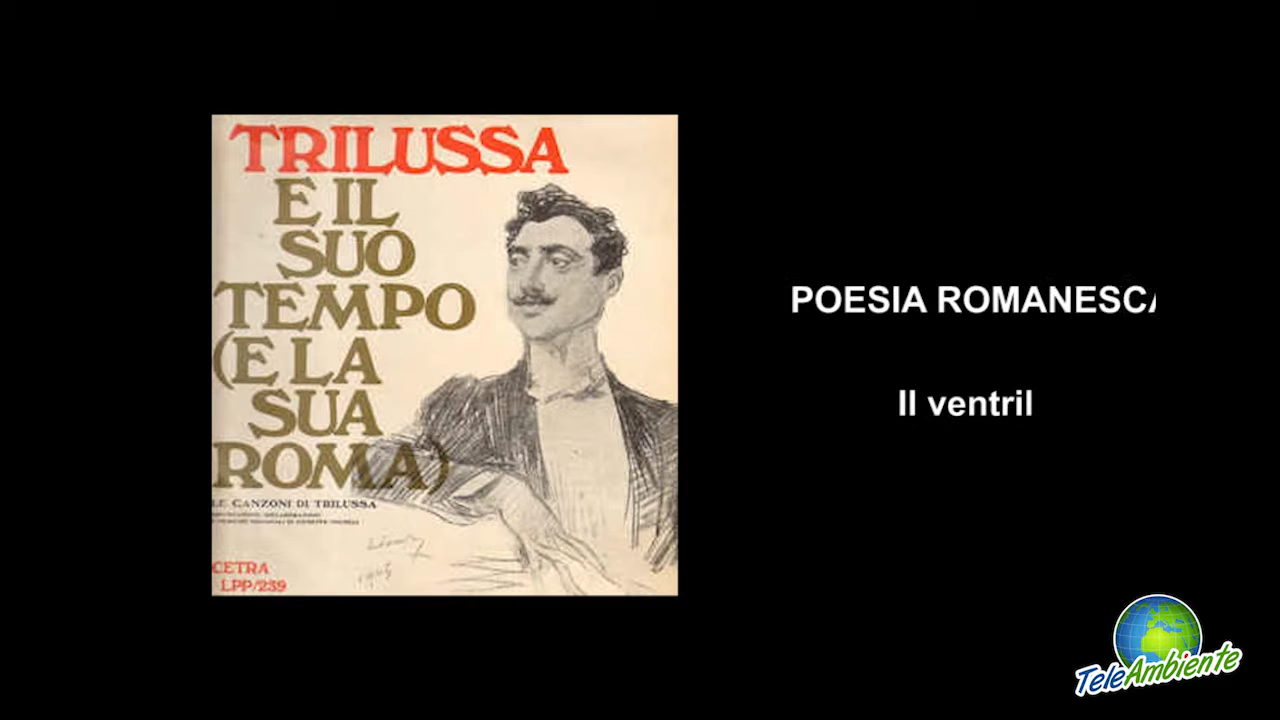 TRILUSSA
E IL
SUO
TEMPO
(E LA
SUA
ROMA)
LE CANZONI DI TRILUSSA
CETRA
LPP/239
POESIA ROMANESCA
Il ventril
TeleAmbiente